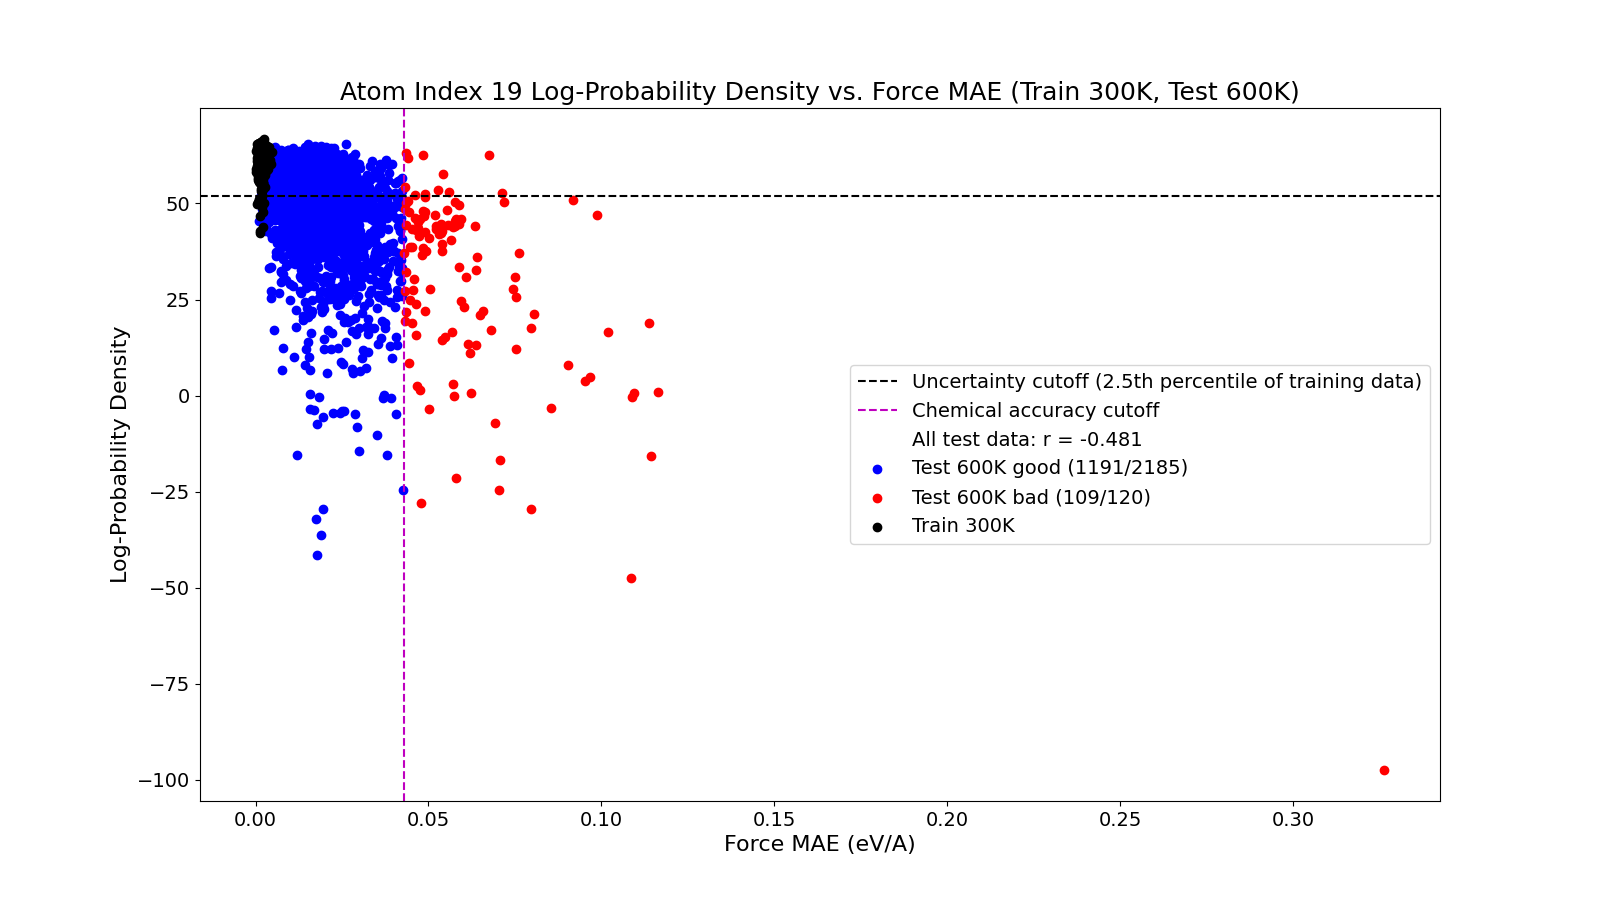 Atom Index 19 Log-Probability Density vs. Force MAE (Train 300K, Test 600K)
Log-Probability Density
50
25
0
−25
−50
−75
−100
Uncertainty cutoff (2.5th percentile of training data)
Chemical accuracy cutoff
All test data: r = -0.481
Test 600K good (1191/2185)
Test 600K bad (109/120)
Train 300K
0.00 0.05 0.10 0.15 0.20 0.25 0.30
Force MAE (eV/A)